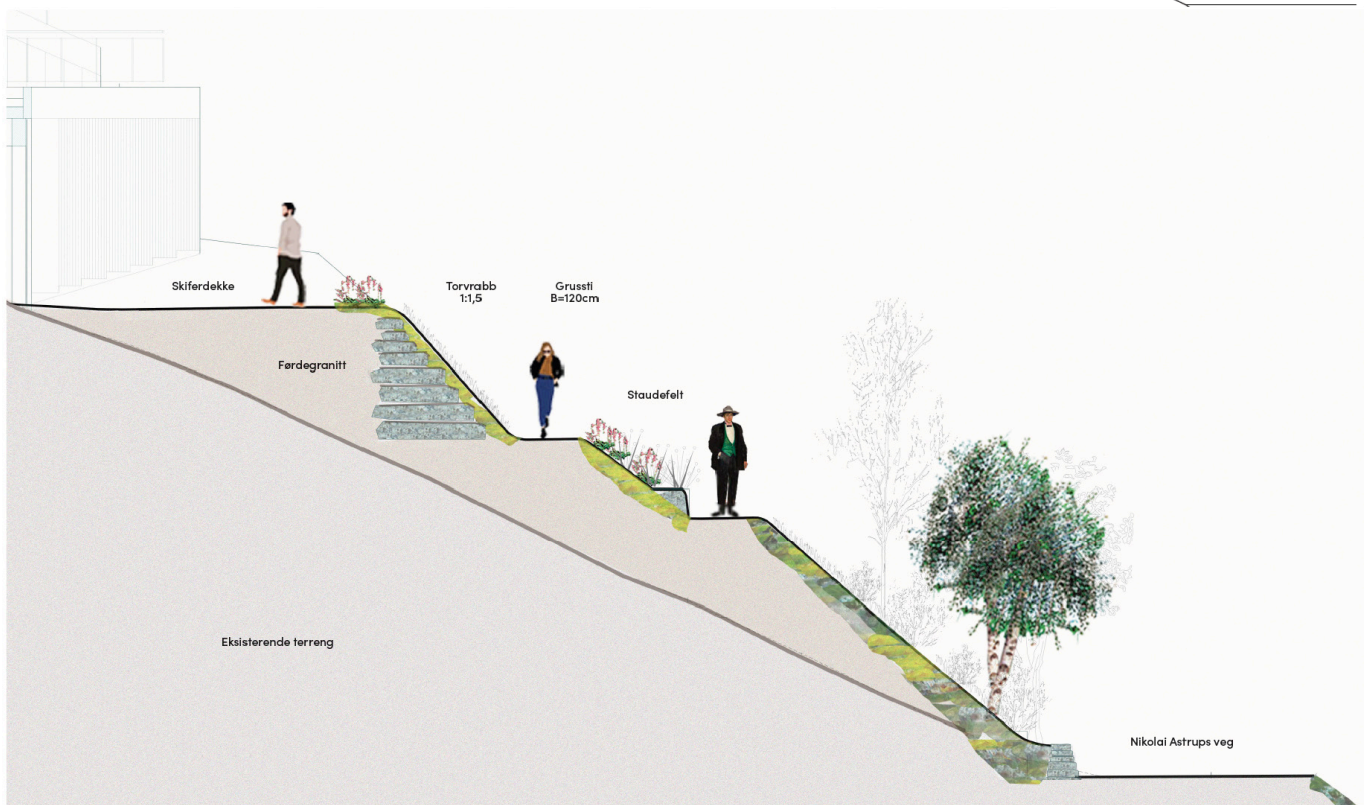 Skiferdekke
Torvrabb
1:1,5
Grussti
B=120cm
Førdegranitt
Staudefelt
Eksisterende terreng
Nikolai Astrups veg